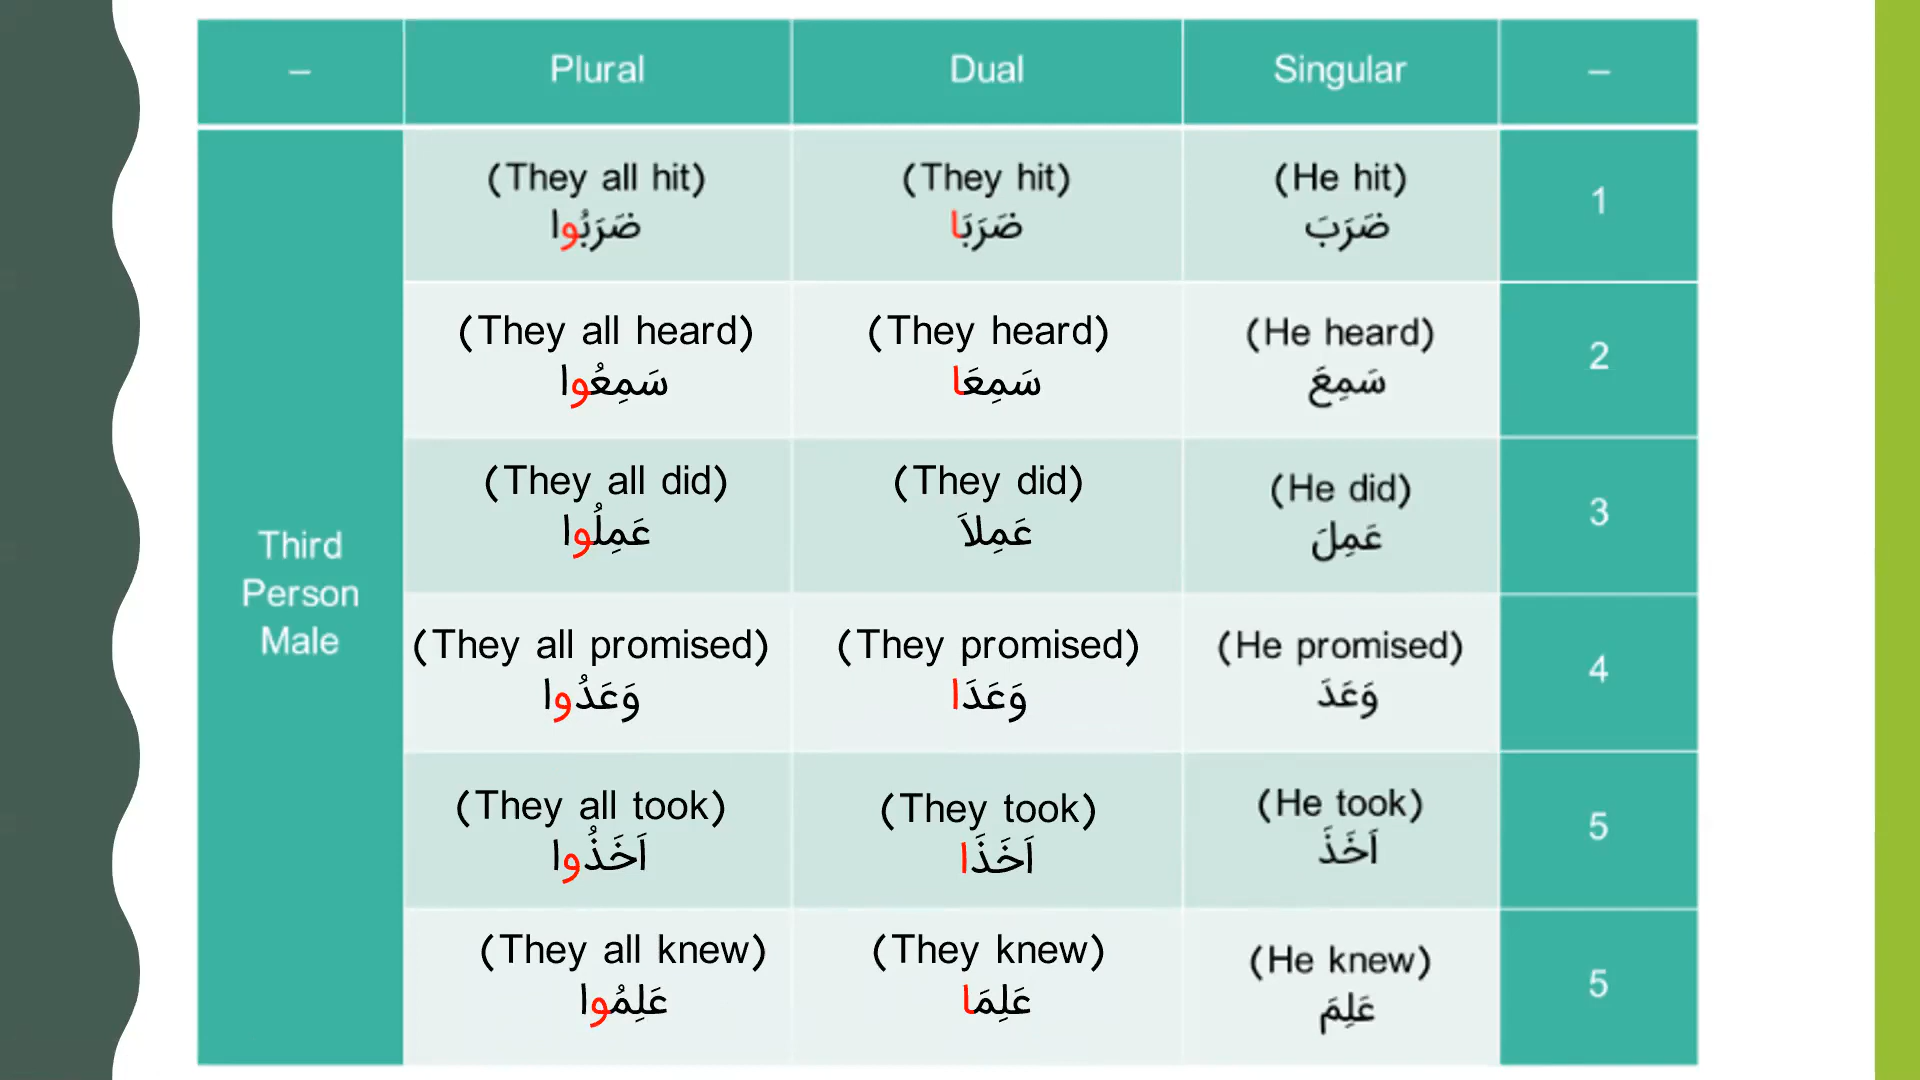 – Plural Dual Singular –
Third
Person
Male
(They all hit) (They hit) (He hit) 1
ضَرَبُوا ضَرَبَا ضَرَبَ
(They all heard) (They heard) (He heard) 2
سَمِعُوا سَمِعَا سَمِعَ
(They all did) (They did) (He did) 3
عَمِلُوا عَمِلاَ عَمِلَ
(They all promised) (They promised) (He promised) 4
وَعَدُوا وَعَدَا وَعَدَ
(They all took) (They took) (He took) 5
اَخَذُوا اَخَذَا اَخَذَ
(They all knew) (They knew) (He knew) 5
عَلِمُوا عَلِمَا عَلِمَ